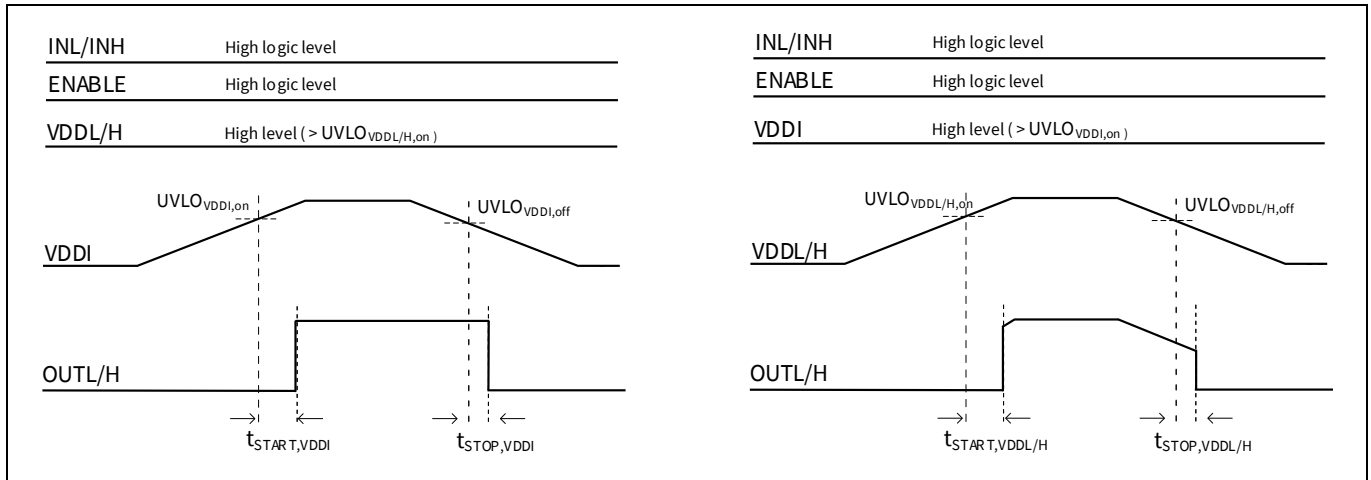 INL/INH High logic level
ENABLE High logic level
VDDL/H High level ( > UVLOVDDL/H,on )
UVLOVDDI,on
UVLOVDDI,off
VDDI
OUTL/H
tSTART,VDDI
tSTOP,VDDI
INL/INH High logic level
ENABLE High logic level
VDDI High level ( > UVLOVDDI,on )
UVLOVDDL/H,on
UVLOVDDL/H,off
VDDL/H
OUTL/H
tSTART,VDDL/H
tSTOP,VDDL/H